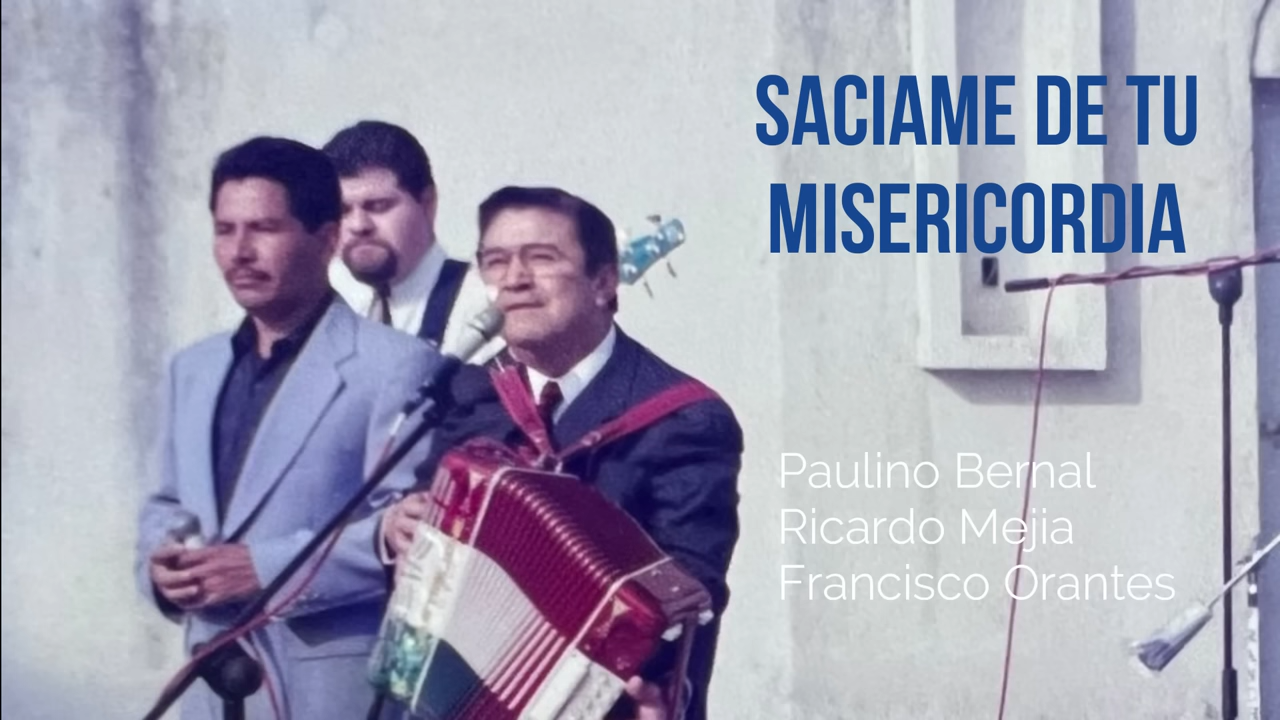 SACIAME DE TU
MISERICORDIA
Paulino Bernal
Ricardo Mejia
Francisco Orantes